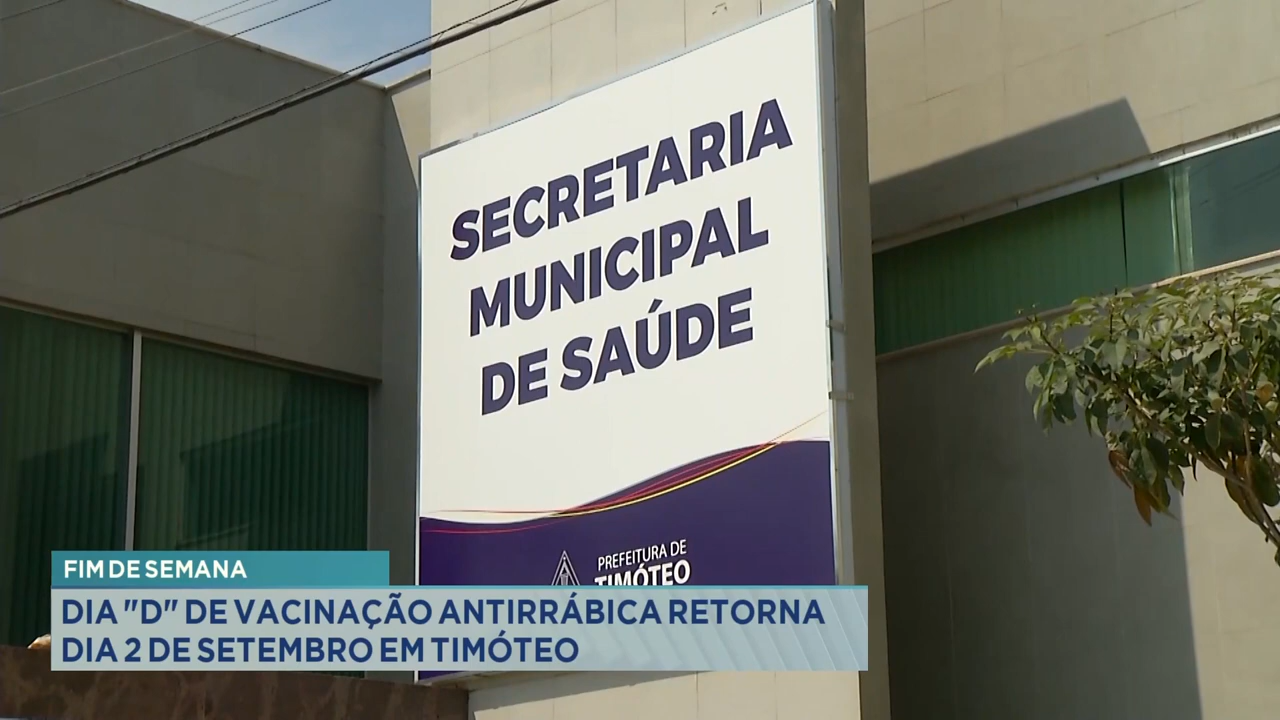 SECRETARIA
MUNICIPAL
DE SAÚDE
PREFEITURA DE
TIMÓTEO
FIM DE SEMANA
DIA "D" DE VACINAÇÃO ANTIRRÁBICA RETORNA
DIA 2 DE SETEMBRO EM TIMÓTEO